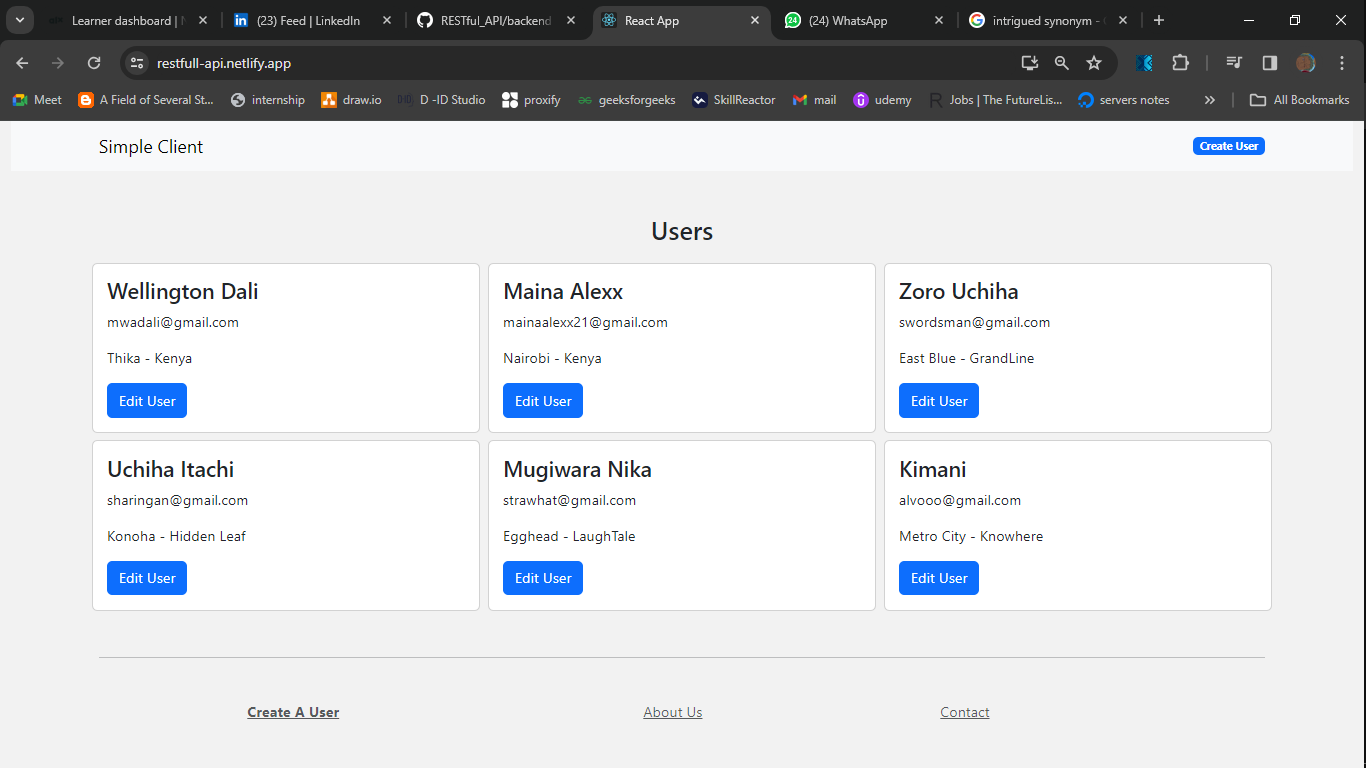 Learner dashboard |
(23) Feed | LinkedIn
RESTful_API/backend
React App
(24) WhatsApp
intrigued synonym -
restfull-api.netlify.app
Meet
A Field of Several St...
internship
draw.io
D -ID Studio
proxify
geeksforgeeks
SkillReactor
mail
udemy
Jobs | The FutureLis...
servers notes
All Bookmarks
Simple Client
Create User
Users
Wellington Dali
mwadali@gmail.com
Thika - Kenya
Edit User
Maina Alexx
mainaalexx21@gmail.com
Nairobi - Kenya
Edit User
Zoro Uchiha
swordsman@gmail.com
East Blue - GrandLine
Edit User
Uchiha Itachi
sharingan@gmail.com
Konoha - Hidden Leaf
Edit User
Mugiwara Nika
strawhat@gmail.com
Egghead - LaughTale
Edit User
Kimani
alvooo@gmail.com
Metro City - Knowhere
Edit User
Create A User
About Us
Contact